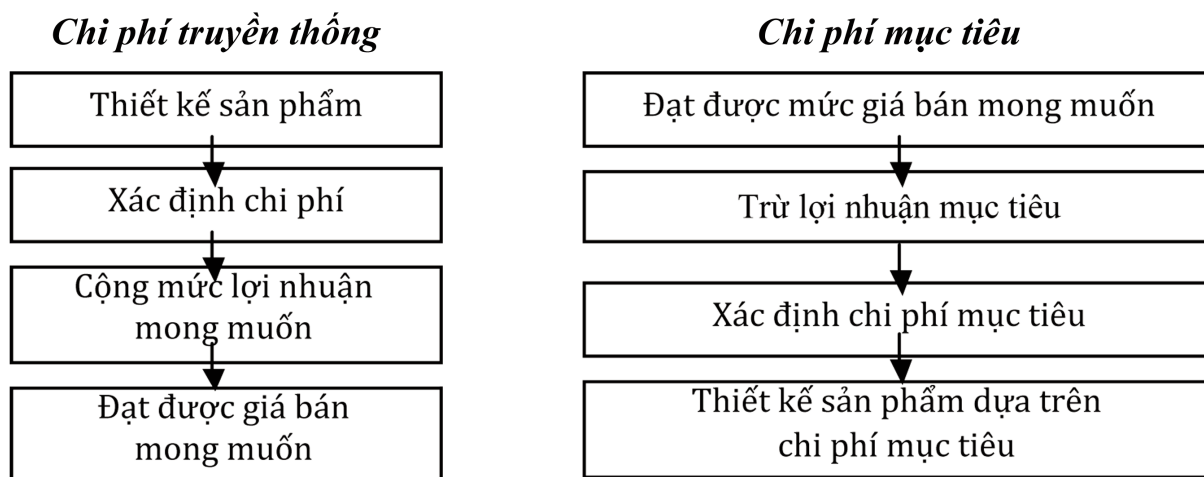 Chi phí truyền thống
Thiết kế sản phẩm
Xác định chi phí
Cộng mức lợi nhuận
mong muốn
Đạt được giá bán
mong muốn
Chi phí mục tiêu
Đạt được mức giá bán mong muốn
Trừ lợi nhuận mục tiêu
Xác định chi phí mục tiêu
Thiết kế sản phẩm dựa trên
chi phí mục tiêu